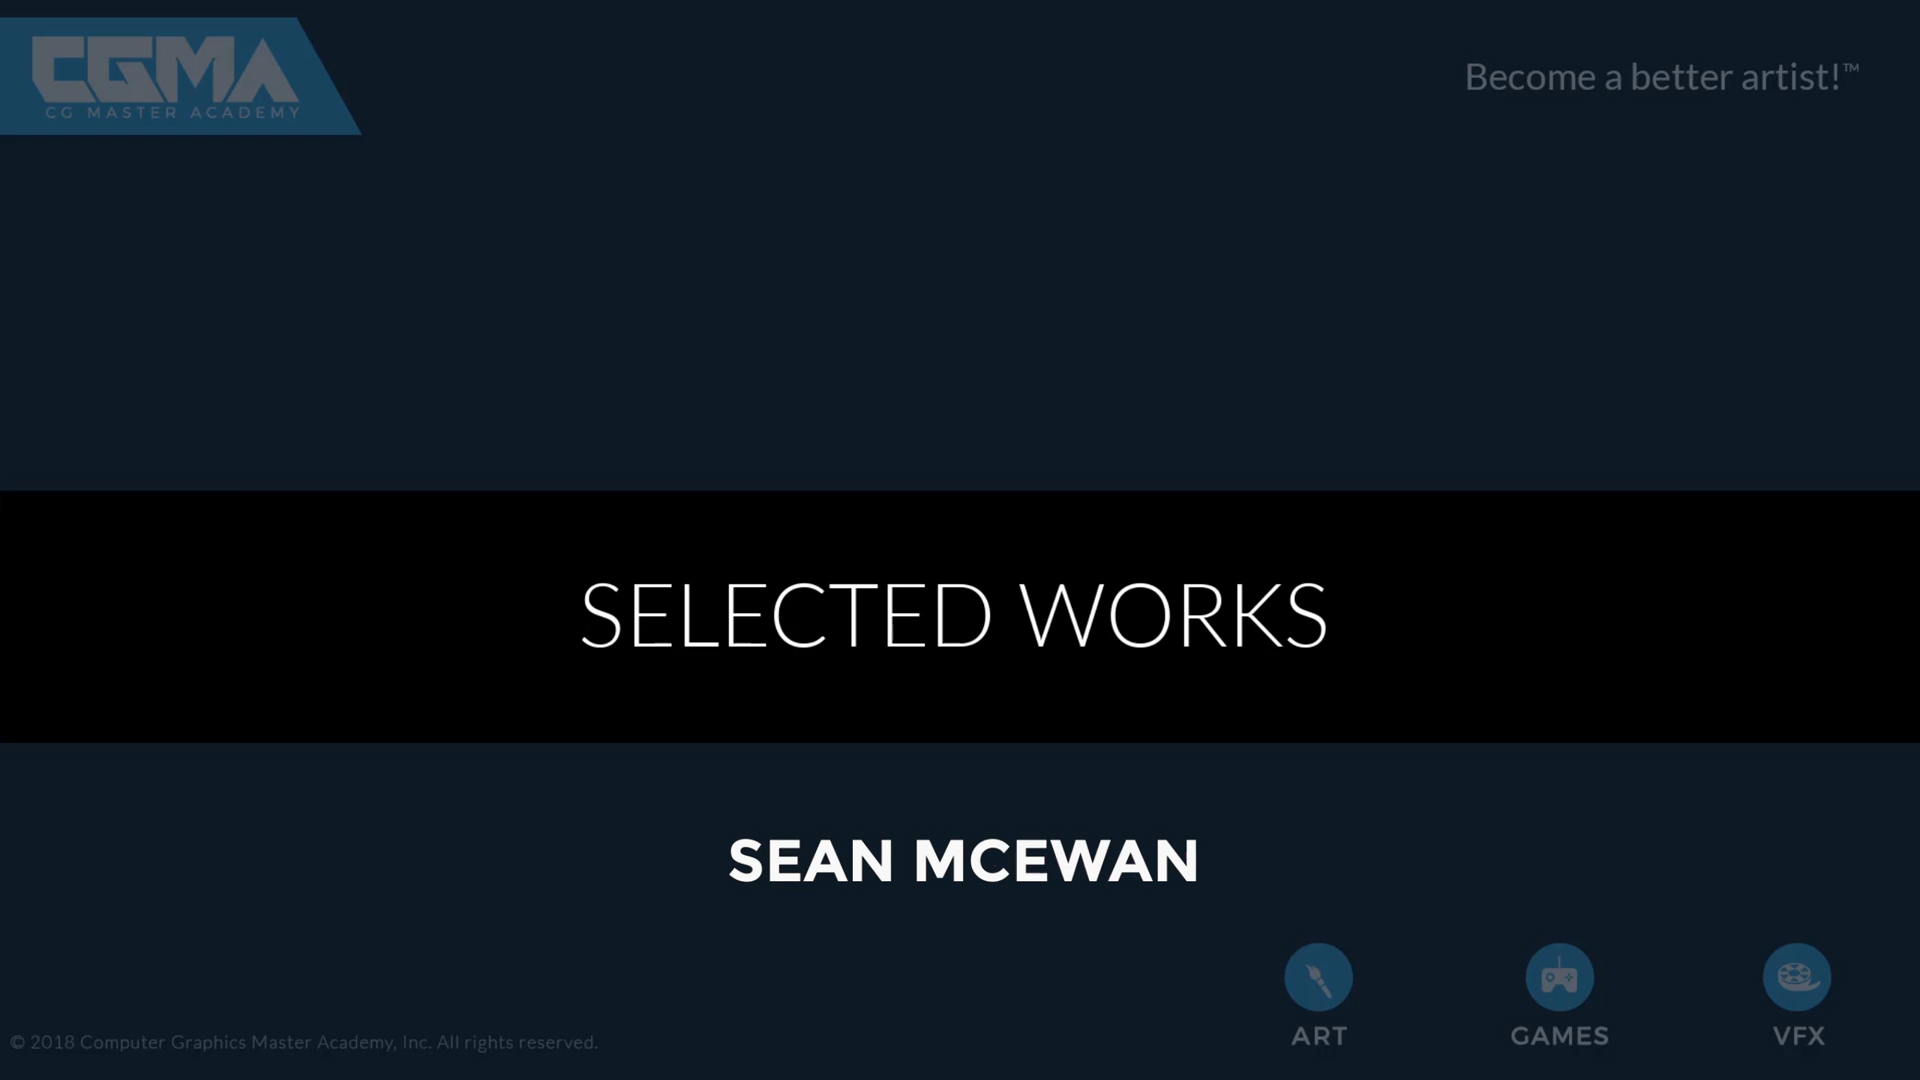 CGMA
CG MASTER ACADEMY
Become a better artist!™
SELECTED WORKS
SEAN MCEWAN
ART
GAMES
VFX
© 2018 Computer Graphics Master Academy, Inc. All rights reserved.